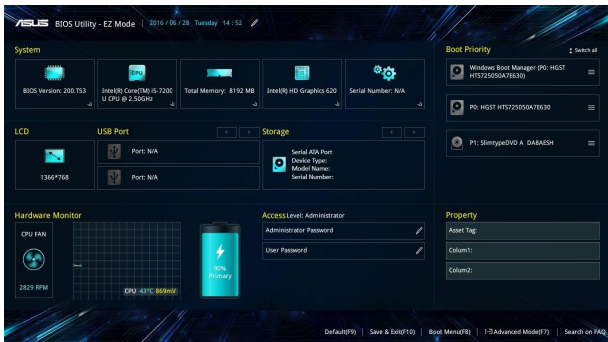 ASUS BIOS Utility - EZ Mode 2016 / 06 / 28 Tuesday 14 : 52
System
BIOS Version: 200.T53
Intel(R) Core(TM) i5-7200
U CPU @ 2.50GHz
Total Memory: 8192 MB
Intel(R) HD Graphics 620
Serial Number: N/A
CPU
Boot Priority
Switch all
Windows Boot Manager (P0: HGST
HTS725050A7E630)
P0: HGST HTS725050A7E630
P1: SlimtypeDVD A DA8AESH
LCD
1366*768
USB Port
Port: N/A
Port: N/A
Storage
Serial ATA Port
Device Type:
Model Name:
Serial Number:
Hardware Monitor
CPU FAN
2829 RPM
CPU 43°C 869mV
90%
Primary
Access Level: Administrator
Administrator Password
User Password
Property
Asset Tag:
Colum1:
Colum2:
Default(F9) Save & Exit(F10) Boot Menu(F8) Advanced Mode(F7) Search on FAQ